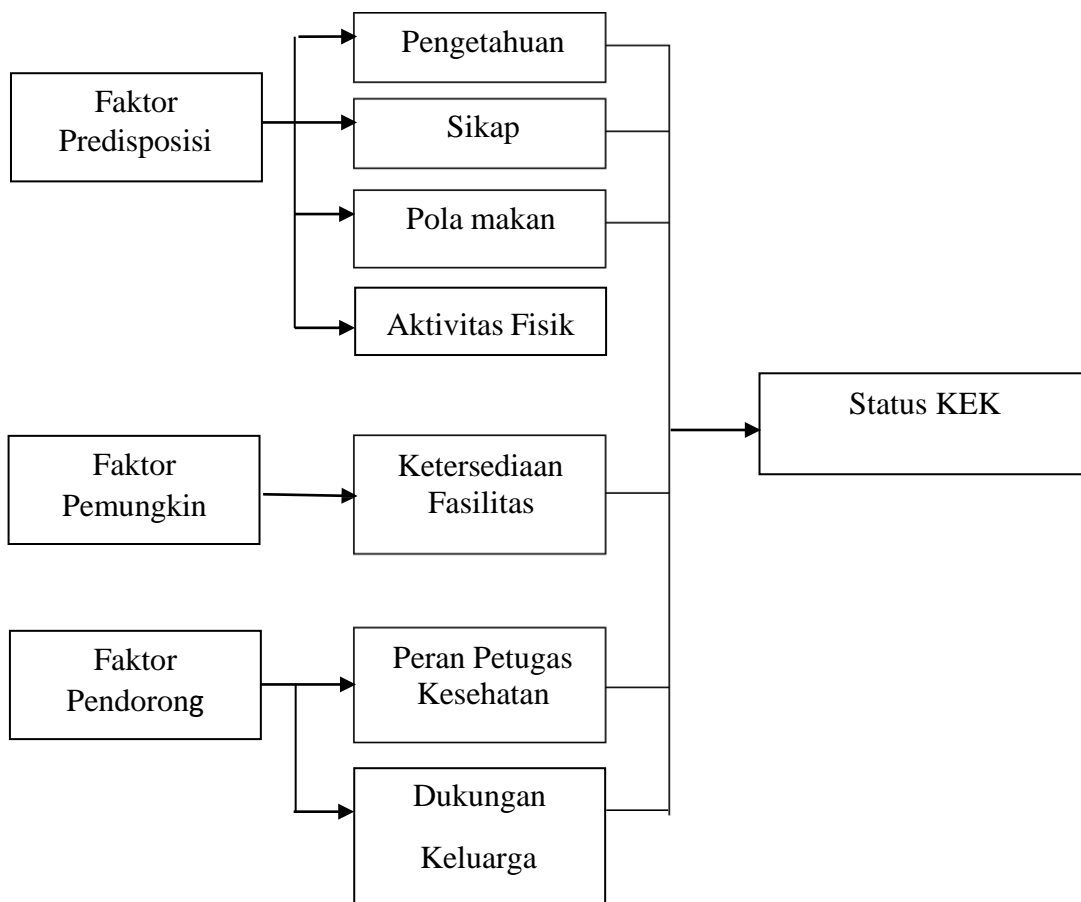 Faktor
Predisposisi
Pengetahuan
Sikap
Pola makan
Aktivitas Fisik
Faktor
Pemungkin
Ketersediaan
Fasilitas
Status KEK
Faktor
Pendorong
Peran Petugas
Kesehatan
Dukungan
Keluarga